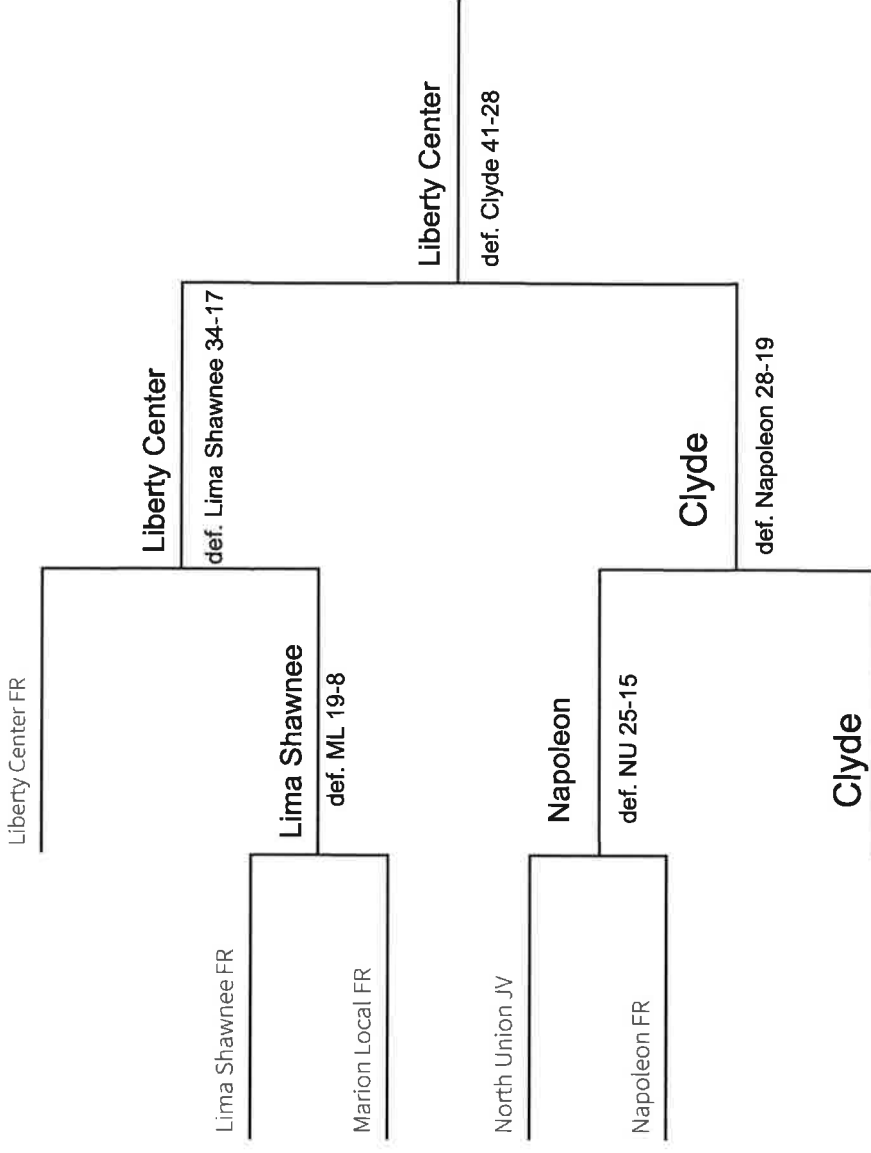 Liberty Center FR
Lima Shawnee FR
Marion Local FR
North Union JV
Napoleon FR
Lima Shawnee
def. ML 19-8
Napoleon
def. NU 25-15
Clyde
Liberty Center
def. Lima Shawnee 34-17
Clyde
def. Napoleon 28-19
Liberty Center
def. Clyde 41-28